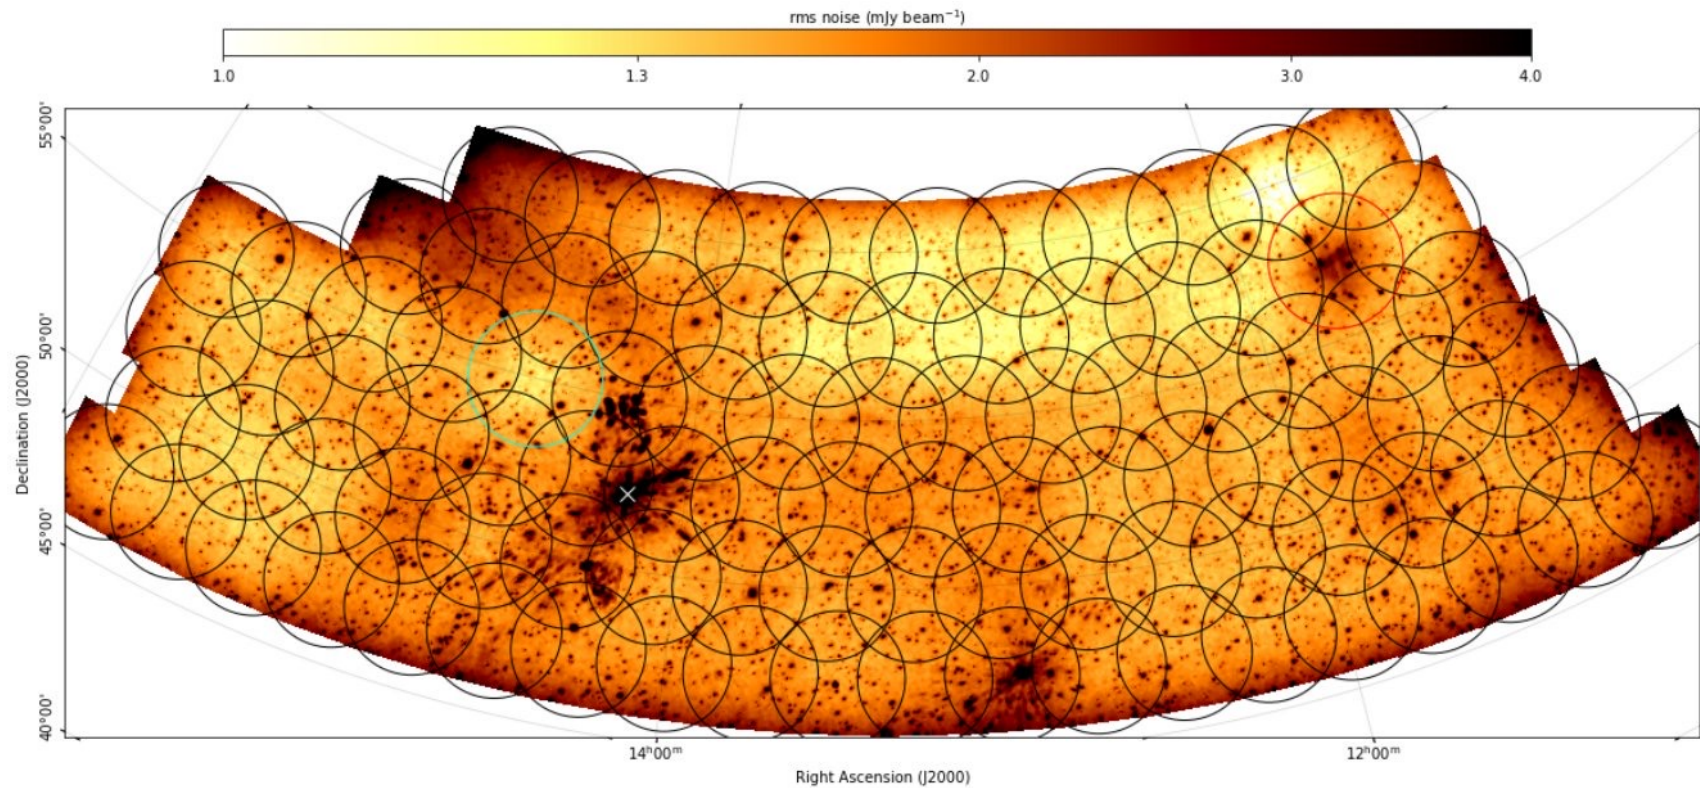 rms noise (mJy beam⁻¹)
1.0 1.3 2.0 3.0 4.0
55°00'
50°00'
45°00'
40°00'
Declination (J2000)
14ʰ00ᵐ 12ʰ00ᵐ
Right Ascension (J2000)